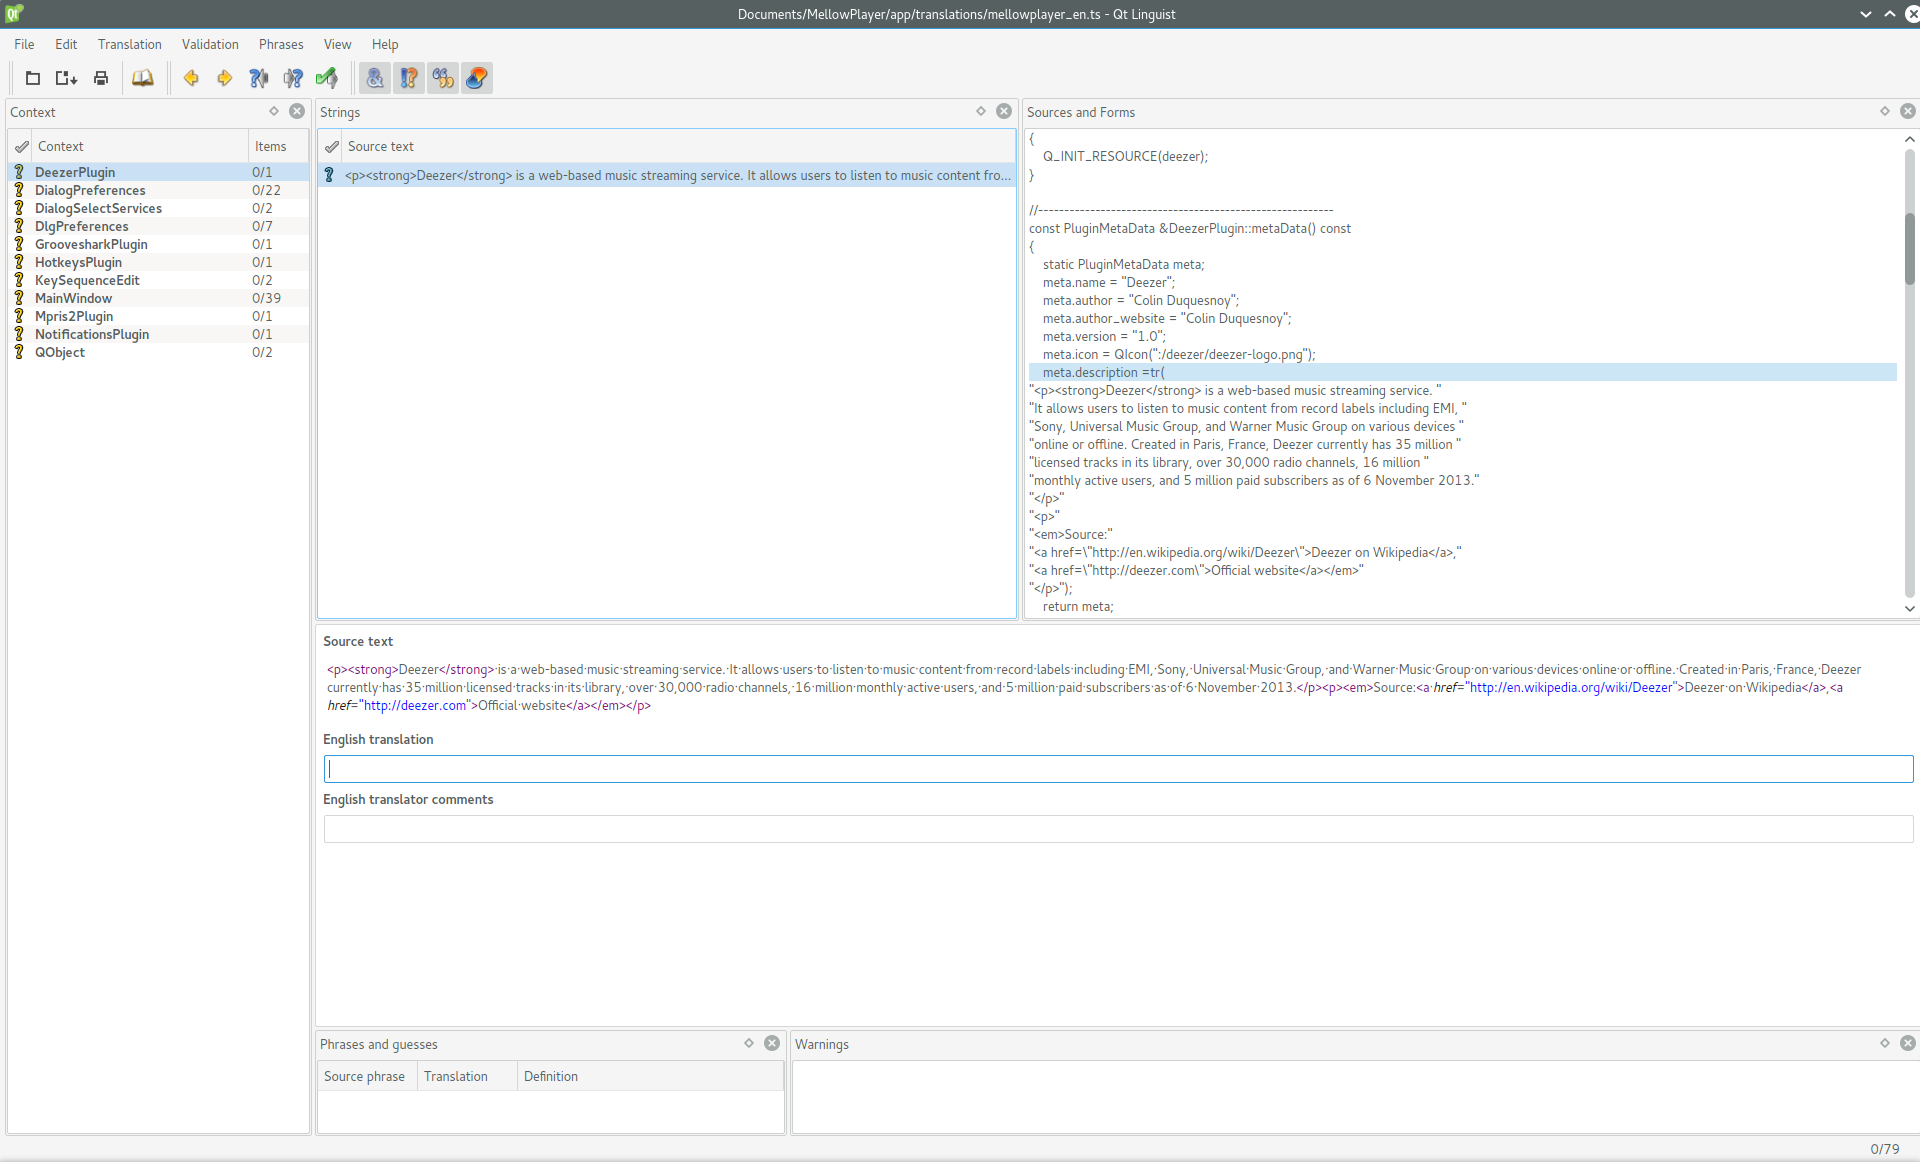 Documents/MellowPlayer/app/translations/mellowplayer_en.ts - Qt Linguist
File Edit Translation Validation Phrases View Help
Context
Context Items
DeezerPlugin 0/1
DialogPreferences 0/22
DialogSelectServices 0/2
DlgPreferences 0/7
GroovesharkPlugin 0/1
HotkeysPlugin 0/1
KeySequenceEdit 0/2
MainWindow 0/39
Mpris2Plugin 0/1
NotificationsPlugin 0/1
QObject 0/2
Strings
Source text
<p><strong>Deezer</strong> is a web-based music streaming service. It allows users to listen to music content fro...
Sources and Forms
{
Q_INIT_RESOURCE(deezer);
}
//---------------------------------------------------------
const PluginMetaData &DeezerPlugin::metaData() const
{
static PluginMetaData meta;
meta.name = "Deezer";
meta.author = "Colin Duquesnoy";
meta.author_website = "Colin Duquesnoy";
meta.version = "1.0";
meta.icon = QIcon(":/deezer/deezer-logo.png");
meta.description =tr(
"<p><strong>Deezer</strong> is a web-based music streaming service. "
"It allows users to listen to music content from record labels including EMI, "
"Sony, Universal Music Group, and Warner Music Group on various devices "
"online or offline. Created in Paris, France, Deezer currently has 35 million "
"licensed tracks in its library, over 30,000 radio channels, 16 million "
"monthly active users, and 5 million paid subscribers as of 6 November 2013."
"</p>"
"<p>"
"<em>Source:"
"<a href=\"http://en.wikipedia.org/wiki/Deezer\">Deezer on Wikipedia</a>,"
"<a href=\"http://deezer.com\">Official website</a></em>"
"</p>");
return meta;
Source text
<p><strong>Deezer</strong>·is·a·web-based·music·streaming·service.·It·allows·users·to·listen·to·music·content·from·record·labels·including·EMI,·Sony,·Universal·Music·Group,·and·Warner·Music·Group·on·various·devices·online·or·offline.·Created·in·Paris,·France,·Deezer
currently·has·35·million·licensed·tracks·in·its·library,·over·30,000·radio·channels,·16·million·monthly·active·users,·and·5·million·paid·subscribers·as·of·6·November·2013.</p><p><em>Source:<a href="http://en.wikipedia.org/wiki/Deezer">Deezer·on·Wikipedia</a>,<a
href="http://deezer.com">Official·website</a></em></p>
English translation
English translator comments
Phrases and guesses
Source phrase Translation Definition
Warnings
0/79